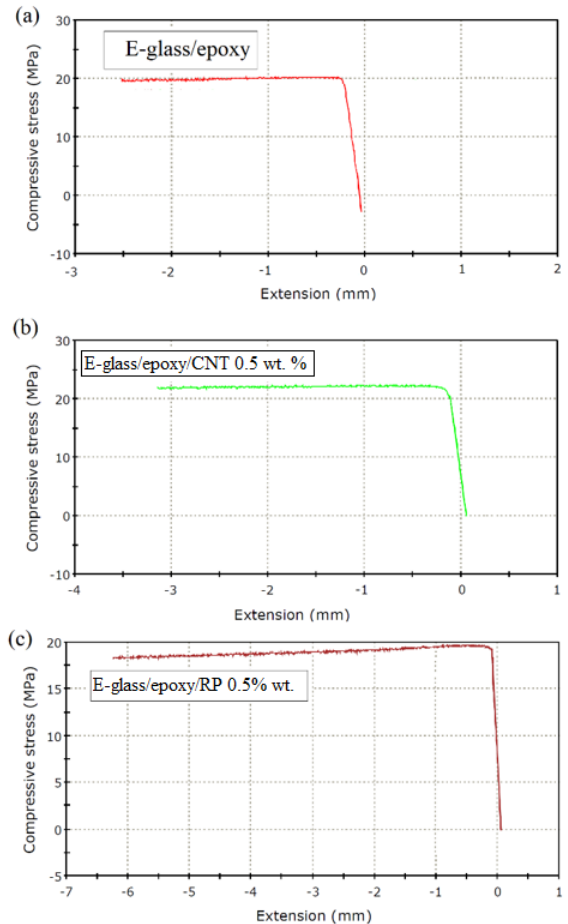 (a)
30
20
10
0
-10
Compressive stress (MPa)
E-glass/epoxy
-3 -2 -1 0 1 2
Extension (mm)
(b)
30
20
10
0
-10
Compressive stress (MPa)
E-glass/epoxy/CNT 0.5 wt. %
-4 -3 -2 -1 0 1
Extension (mm)
(c)
20
15
10
5
0
-5
Compressive stress (MPa)
E-glass/epoxy/RP 0.5% wt.
-7 -6 -5 -4 -3 -2 -1 0 1
Extension (mm)